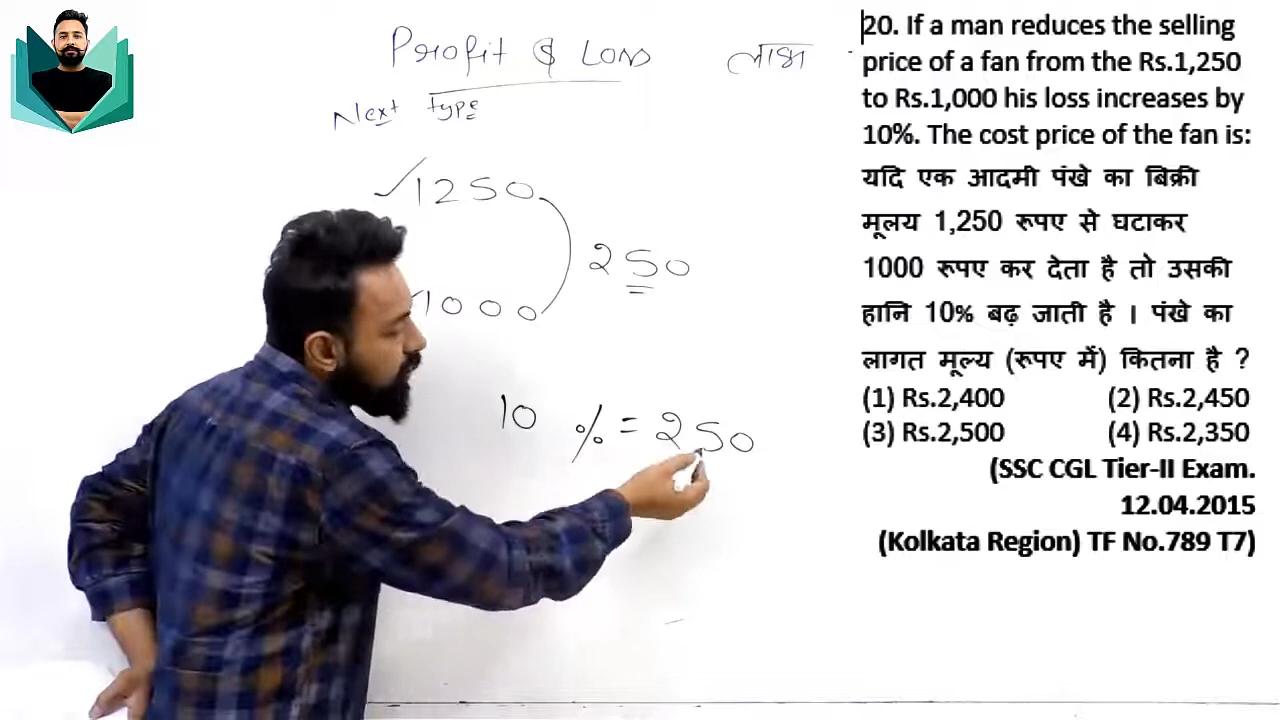 Profit & Loss लाभ
Next Type
1250
250
1000
10 % = 250
20. If a man reduces the selling
price of a fan from the Rs.1,250
to Rs.1,000 his loss increases by
10%. The cost price of the fan is:
यदि एक आदमी पंखे का बिक्री
मूलय 1,250 रूपए से घटाकर
1000 रूपए कर देता है तो उसकी
हानि 10% बढ़ जाती है । पंखे का
लागत मूल्य (रूपए में) कितना है ?
(1) Rs.2,400 (2) Rs.2,450
(3) Rs.2,500 (4) Rs.2,350
(SSC CGL Tier-II Exam.
12.04.2015
(Kolkata Region) TF No.789 T7)